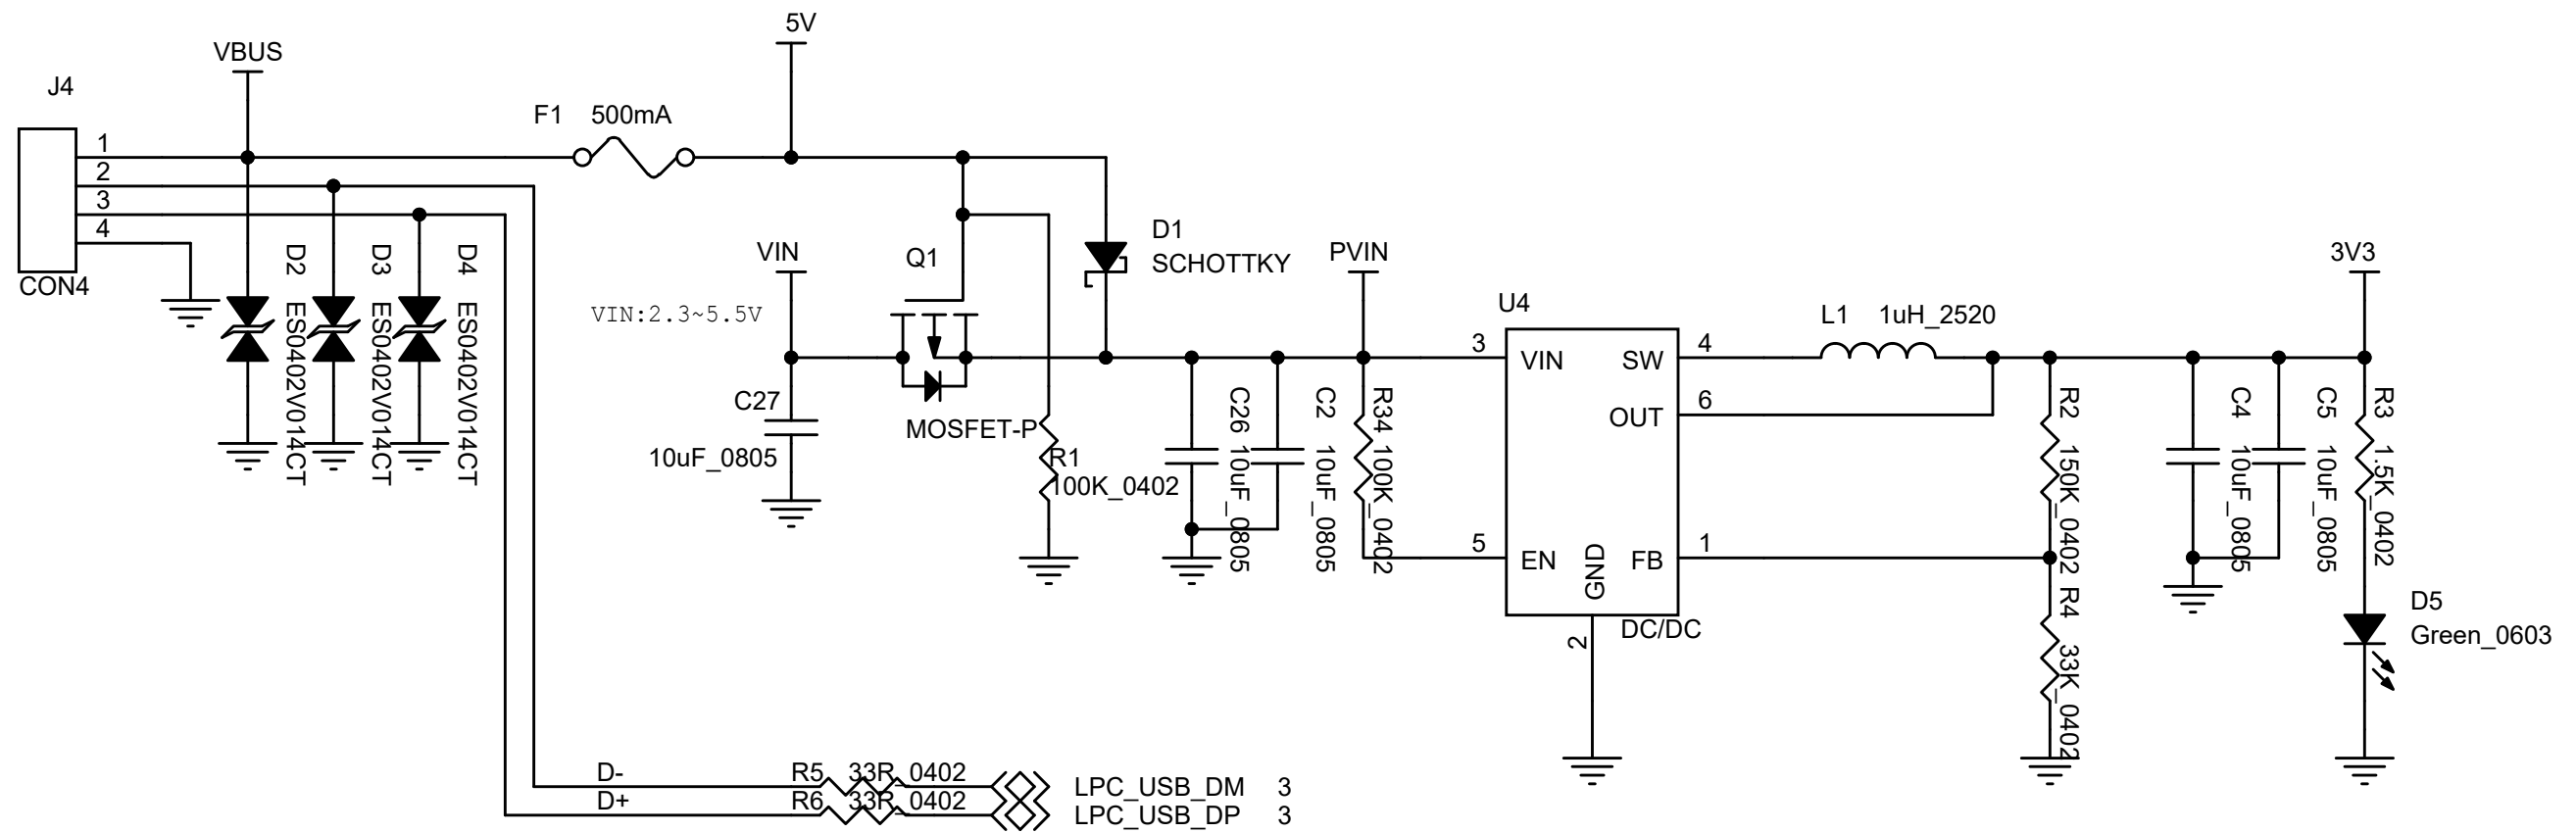 5V
VBUS
J4
F1 500mA
1
2
3
4
CON4
D2 ES0402V014CT
D3 ES0402V014CT
D4 ES0402V014CT
VIN
VIN:2.3~5.5V
Q1
D1
SCHOTTKY
PVIN
3V3
C27
10uF_0805
MOSFET-P
R1
100K_0402
C26 10uF_0805
C2 10uF_0805
R34 100K_0402
U4
3 VIN SW 4
OUT 6
5 EN GND FB 1
2 DC/DC
L1 1uH_2520
R2 150K_0402
R4 33K_0402
C4 10uF_0805
C5 10uF_0805
R3 1.5K_0402
D5
Green_0603
D- R5 33R_0402 LPC_USB_DM 3
D+ R6 33R_0402 LPC_USB_DP 3